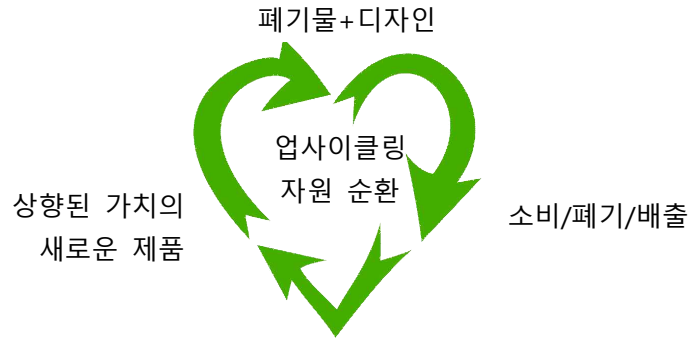 폐기물+디자인
업사이클링
자원 순환
상향된 가치의
새로운 제품
소비/폐기/배출